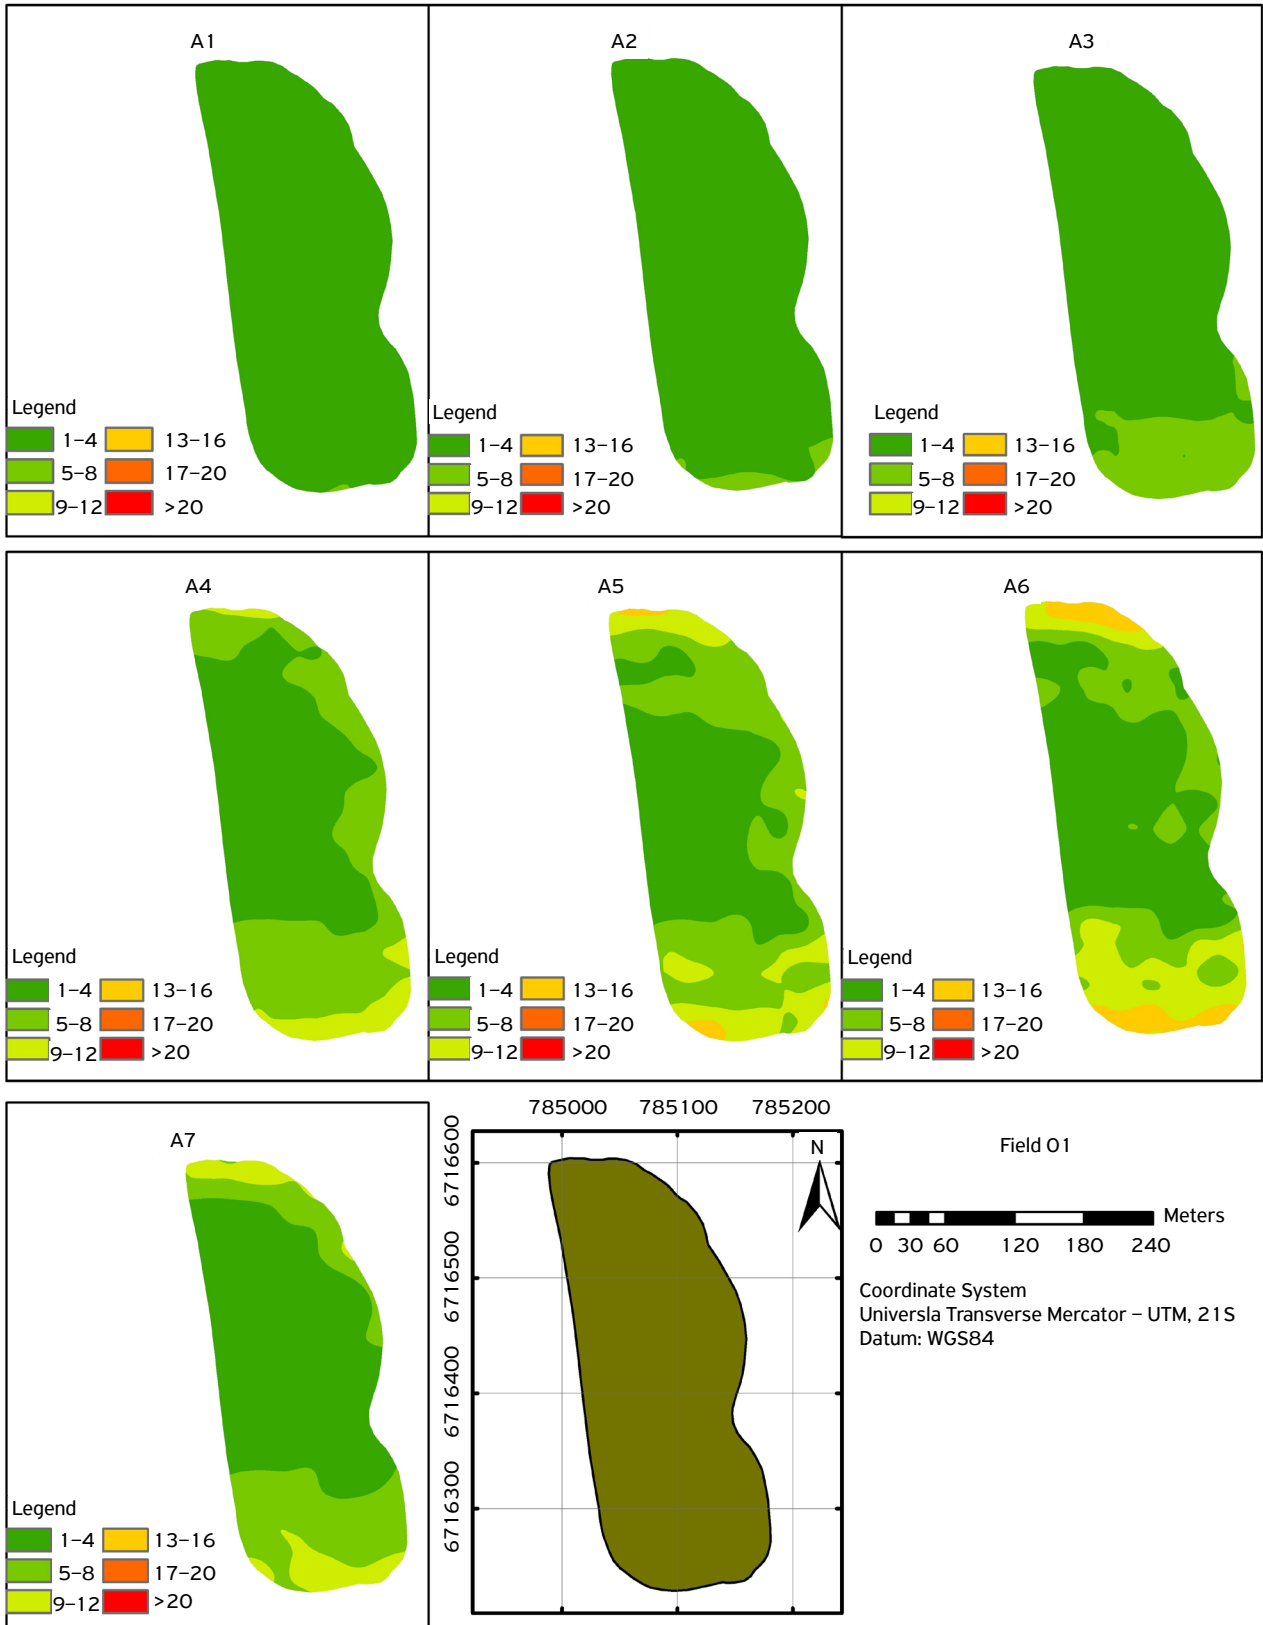 A1
Legend
1–4 13–16
5–8 17–20
9–12 >20
A2
Legend
1–4 13–16
5–8 17–20
9–12 >20
A3
Legend
1–4 13–16
5–8 17–20
9–12 >20
A4
Legend
1–4 13–16
5–8 17–20
9–12 >20
A5
Legend
1–4 13–16
5–8 17–20
9–12 >20
A6
Legend
1–4 13–16
5–8 17–20
9–12 >20
A7
Legend
1–4 13–16
5–8 17–20
9–12 >20
785000 785100 785200
6716600
6716500
6716400
6716300
N
Field 01
Meters
0 30 60 120 180 240
Coordinate System
Universla Transverse Mercator – UTM, 21S
Datum: WGS84